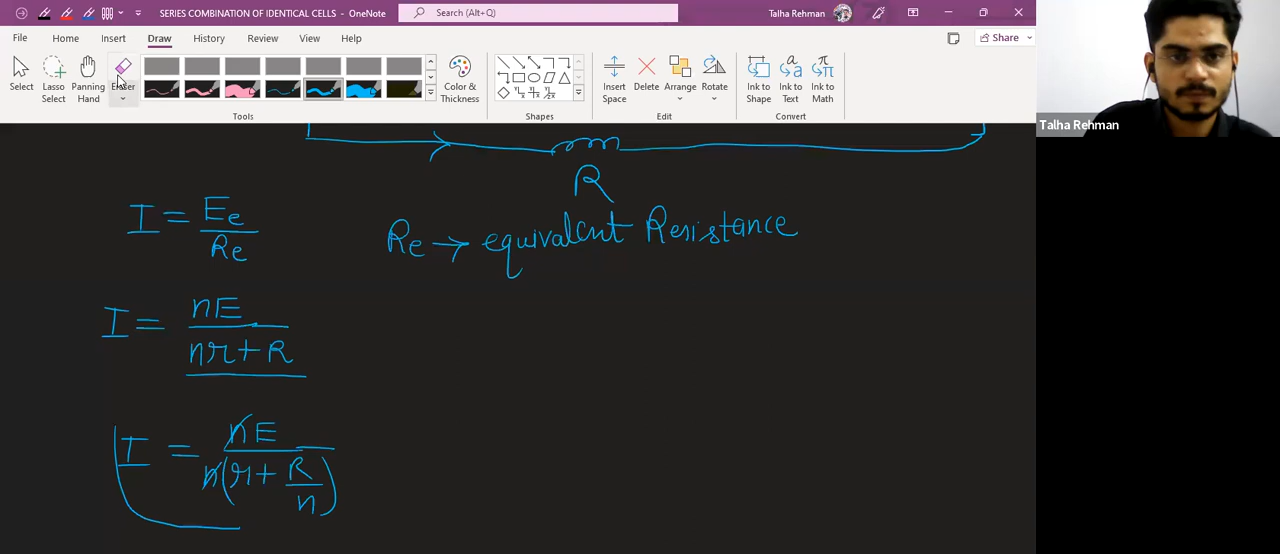 SERIES COMBINATION OF IDENTICAL CELLS - OneNote
Search (Alt+Q)
Talha Rehman
File Home Insert Draw History Review View Help
Share
Select
Lasso Select
Panning Hand
Eraser
Color & Thickness
Insert Space
Delete
Arrange
Rotate
Ink to Shape
Ink to Text
Ink to Math
Tools
Shapes
Edit
Convert
Talha Rehman
R
I = Ee/Re
Re → equivalent Resistance
I = nE/(nr + R)
I = nE/n(r + R/n)